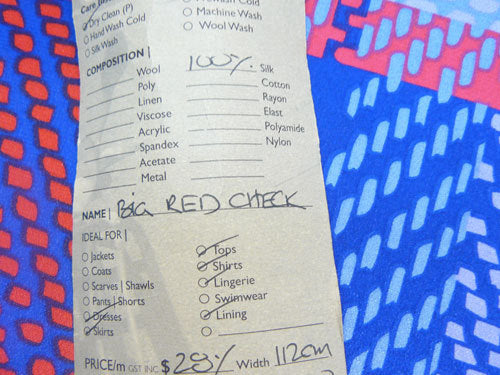 Care Inst
Dry Clean (P)
Hand Wash Cold
Machine Wash
Silk Wash
Wool Wash
COMPOSITION |
Wool 100% Silk
Poly Cotton
Linen Rayon
Viscose Elast
Acrylic Polyamide
Spandex Nylon
Acetate
Metal
NAME | BIG RED CHECK
IDEAL FOR |
Jackets Tops
Coats Shirts
Scarves | Shawls Lingerie
Pants | Shorts Swimwear
Dresses Lining
Skirts
PRICE/m GST INC $28/ Width 112cm